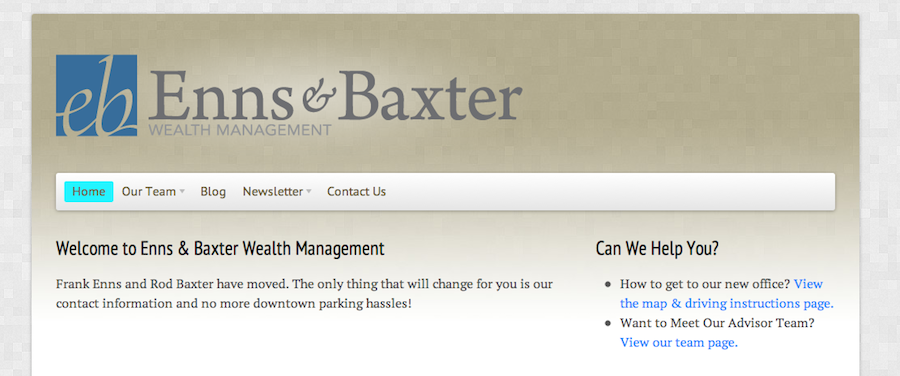 eb
Enns & Baxter
WEALTH MANAGEMENT
Home Our Team Blog Newsletter Contact Us
Welcome to Enns & Baxter Wealth Management
Frank Enns and Rod Baxter have moved. The only thing that will change for you is our
contact information and no more downtown parking hassles!
Can We Help You?
How to get to our new office? View
the map & driving instructions page.
Want to Meet Our Advisor Team?
View our team page.